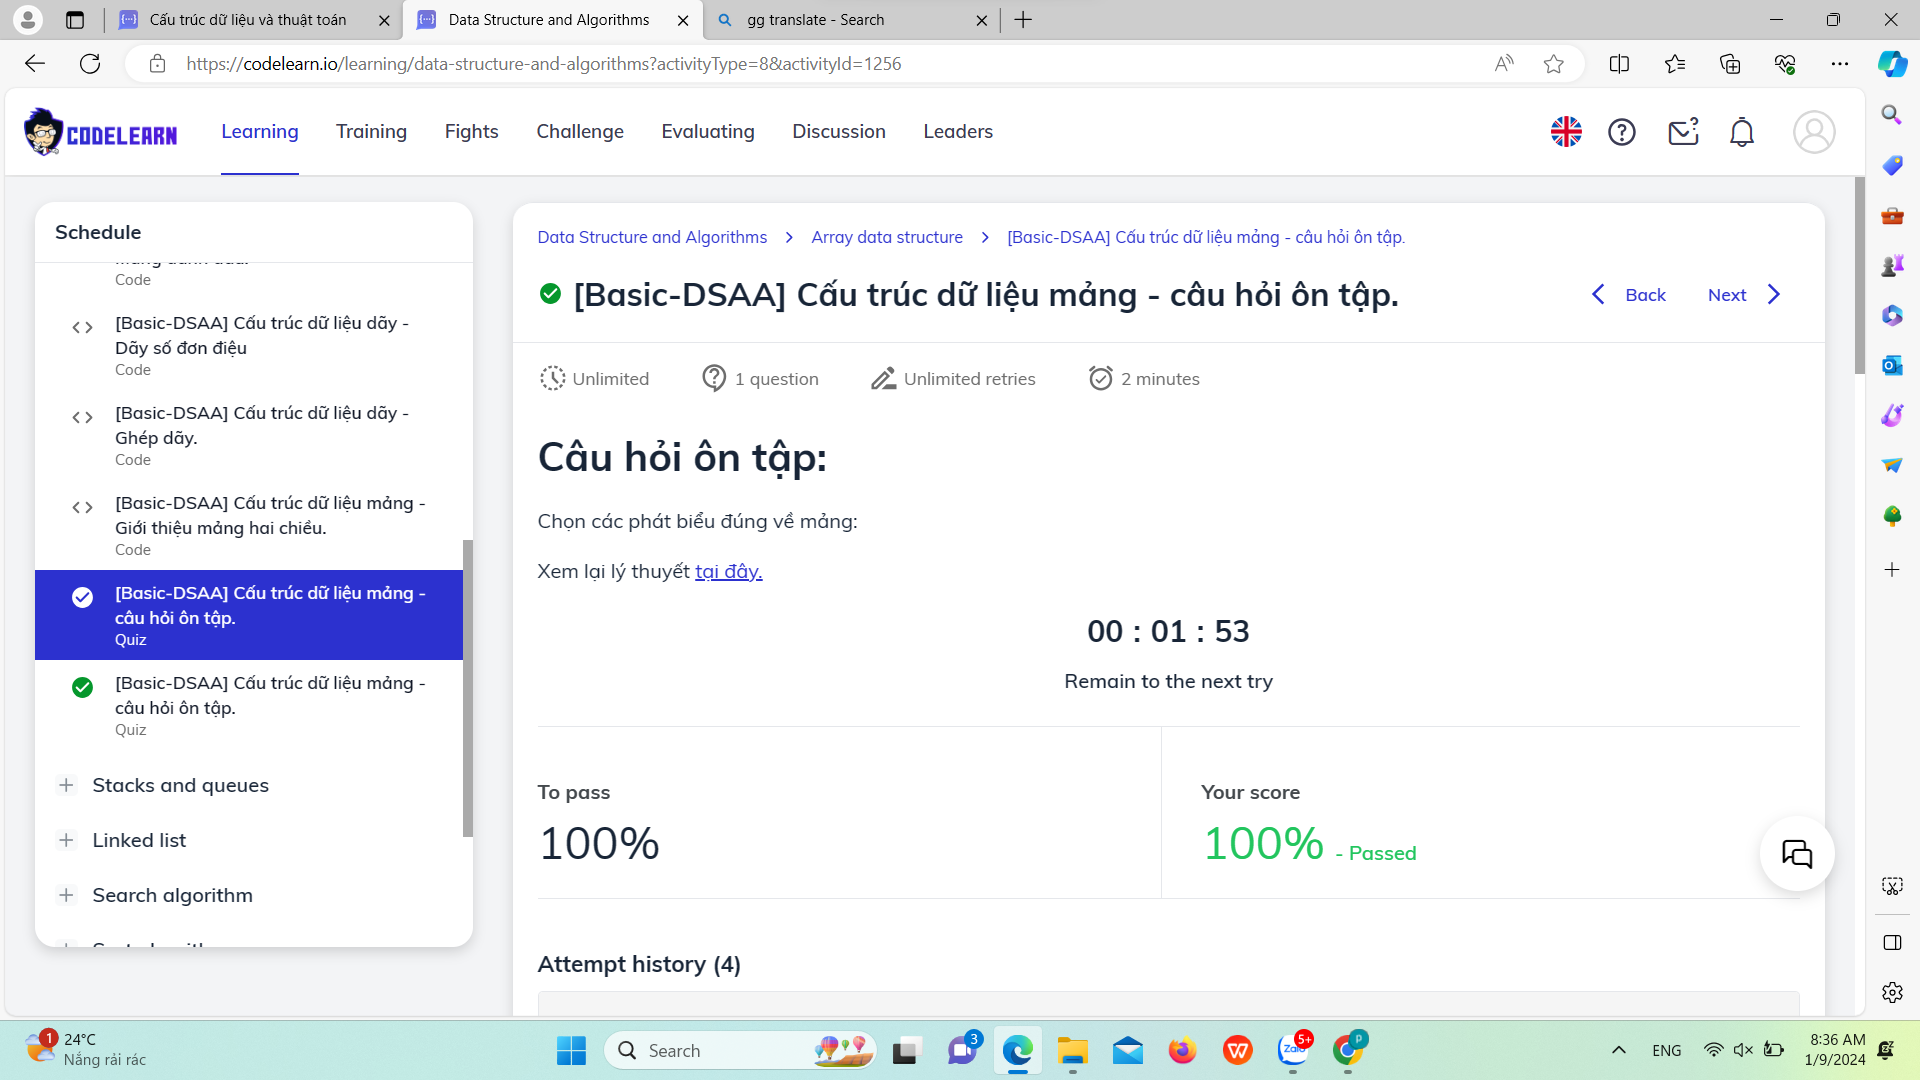 Cấu trúc dữ liệu và thuật toán
Data Structure and Algorithms
gg translate - Search
https://codelearn.io/learning/data-structure-and-algorithms?activityType=8&activityId=1256
CODELEARN
Learning
Training
Fights
Challenge
Evaluating
Discussion
Leaders
Schedule
Code
[Basic-DSAA] Cấu trúc dữ liệu dãy -
Dãy số đơn điệu
Code
[Basic-DSAA] Cấu trúc dữ liệu dãy -
Ghép dãy.
Code
[Basic-DSAA] Cấu trúc dữ liệu mảng -
Giới thiệu mảng hai chiều.
Code
[Basic-DSAA] Cấu trúc dữ liệu mảng -
câu hỏi ôn tập.
Quiz
[Basic-DSAA] Cấu trúc dữ liệu mảng -
câu hỏi ôn tập.
Quiz
Stacks and queues
Linked list
Search algorithm
Data Structure and Algorithms > Array data structure > [Basic-DSAA] Cấu trúc dữ liệu mảng - câu hỏi ôn tập.
[Basic-DSAA] Cấu trúc dữ liệu mảng - câu hỏi ôn tập.
Back
Next
Unlimited
1 question
Unlimited retries
2 minutes
Câu hỏi ôn tập:
Chọn các phát biểu đúng về mảng:
Xem lại lý thuyết tại đây.
00 : 01 : 53
Remain to the next try
To pass
100%
Your score
100% - Passed
Attempt history (4)
1
24°C
Nắng rải rác
Search
3
Zalo
5+
P
ENG
8:36 AM
1/9/2024